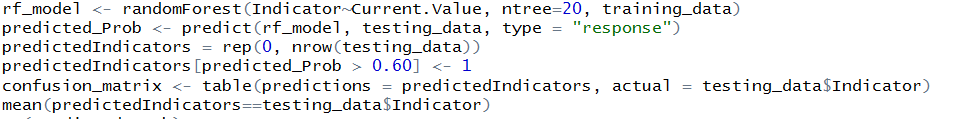 rf_model <- randomForest(Indicator~Current.Value, ntree=20, training_data)
predicted_Prob <- predict(rf_model, testing_data, type = "response")
predictedIndicators = rep(0, nrow(testing_data))
predictedIndicators[predicted_Prob > 0.60] <- 1
confusion_matrix <- table(predictions = predictedIndicators, actual = testing_data$Indicator)
mean(predictedIndicators==testing_data$Indicator)